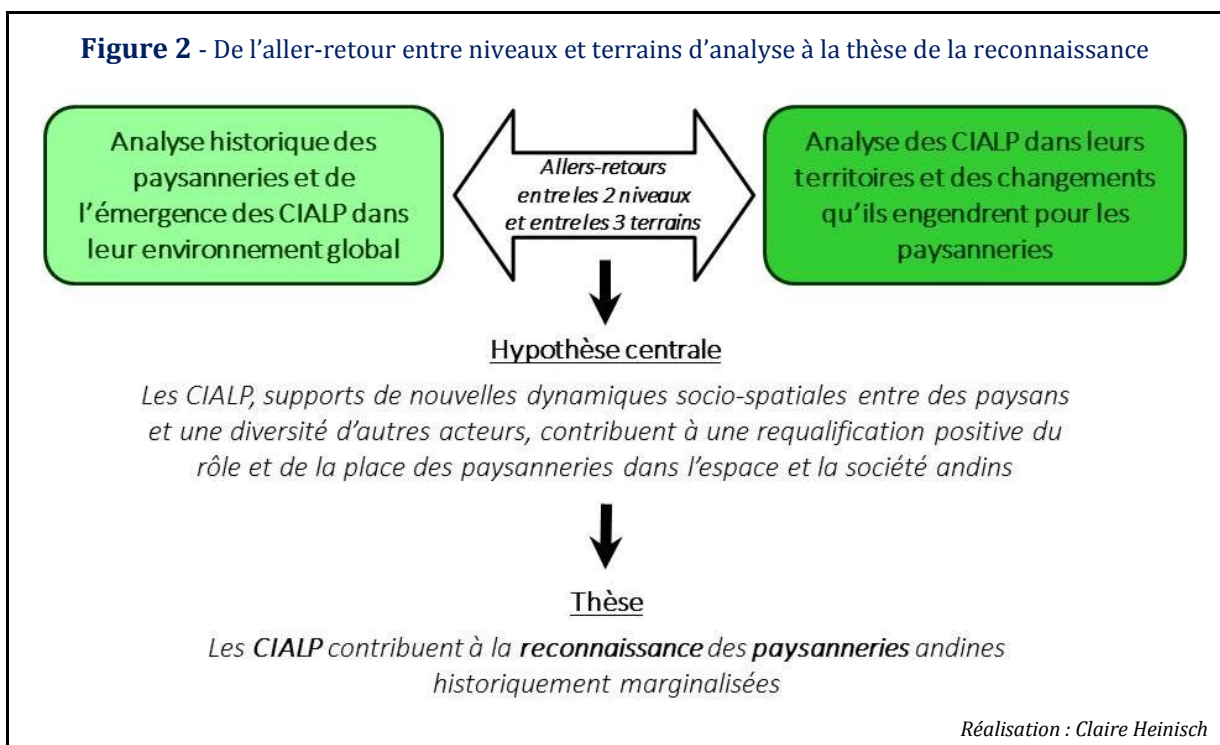 Figure 2 - De l'aller-retour entre niveaux et terrains d'analyse à la thèse de la reconnaissance
Analyse historique des
paysanneries et de
l'émergence des CIALP dans
leur environnement global
Allers-retours
entre les 2 niveaux
et entre les 3 terrains
Analyse des CIALP dans leurs
territoires et des changements
qu'ils engendrent pour les
paysanneries
Hypothèse centrale
Les CIALP, supports de nouvelles dynamiques socio-spatiales entre des paysans
et une diversité d'autres acteurs, contribuent à une requalification positive du
rôle et de la place des paysanneries dans l'espace et la société andins
Thèse
Les CIALP contribuent à la reconnaissance des paysanneries andines
historiquement marginalisées
Réalisation : Claire Heinisch